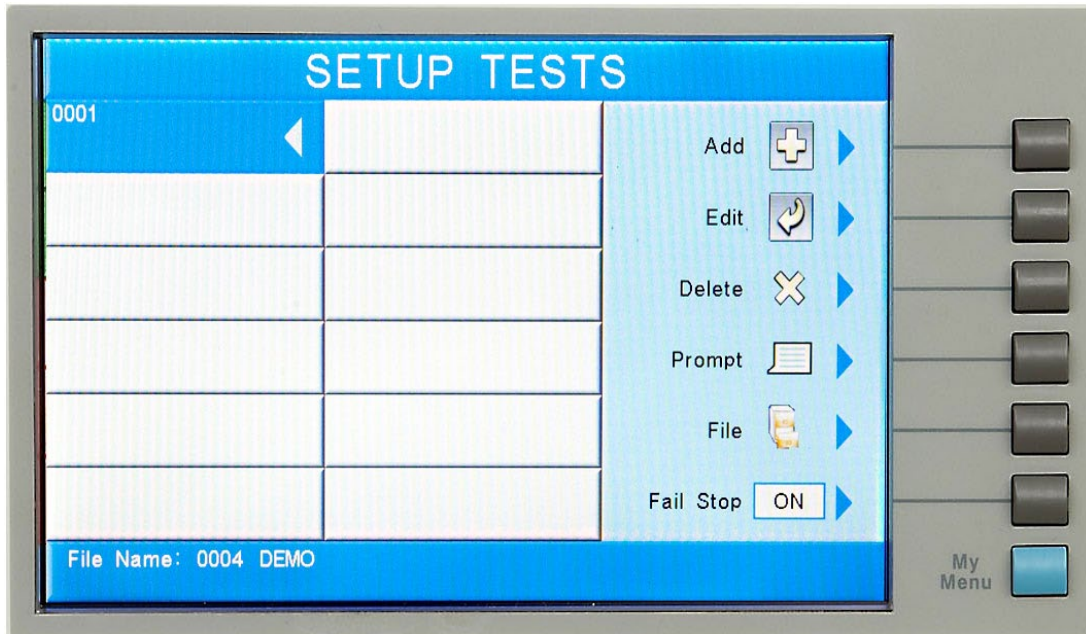 SETUP TESTS
0001
Add
Edit
Delete
Prompt
File
Fail Stop ON
File Name: 0004 DEMO
My
Menu